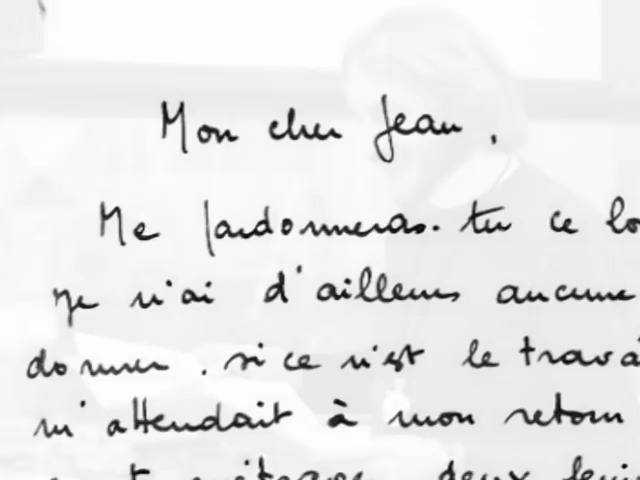 Mon cher Jean,
Me pardonneras-tu ce
Je n'ai d'ailleurs aucune
donner, si ce n'est le
m'attendait à mon retour
deux